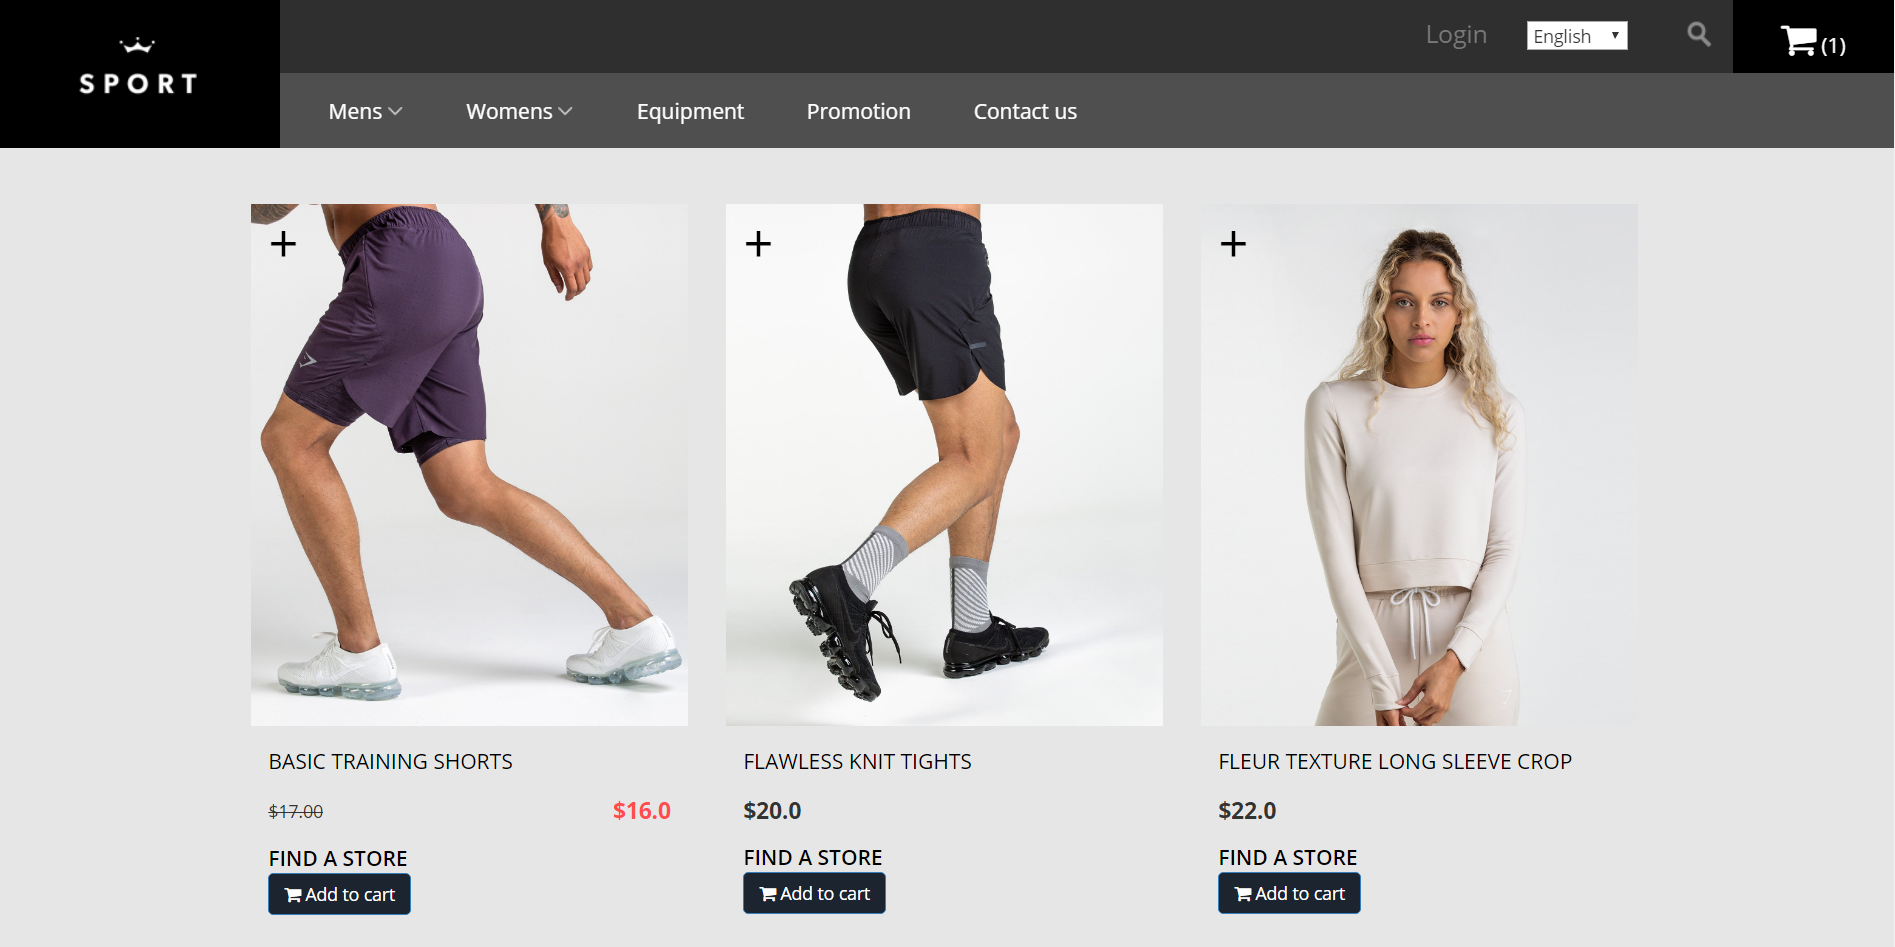 SPORT
Login
English
(1)
Mens
Womens
Equipment
Promotion
Contact us
BASIC TRAINING SHORTS
$17.00
$16.0
FIND A STORE
Add to cart
FLAWLESS KNIT TIGHTS
$20.0
FIND A STORE
Add to cart
FLEUR TEXTURE LONG SLEEVE CROP
$22.0
FIND A STORE
Add to cart